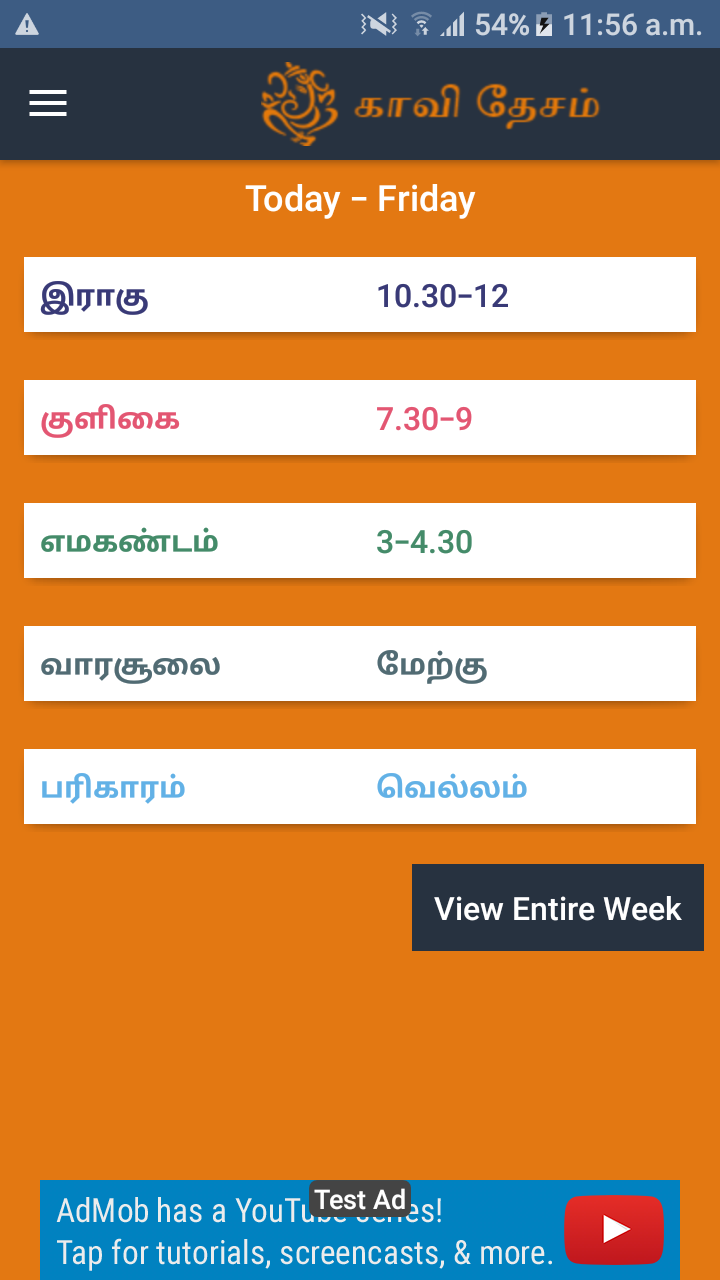 54% 11:56 a.m.
காவி தேசம்
Today - Friday
இராகு 10.30-12
குளிகை 7.30-9
எமகண்டம் 3-4.30
வாரசூலை மேற்கு
பரிகாரம் வெல்லம்
View Entire Week
Test Ad
AdMob has a YouTube series!
Tap for tutorials, screencasts, & more.